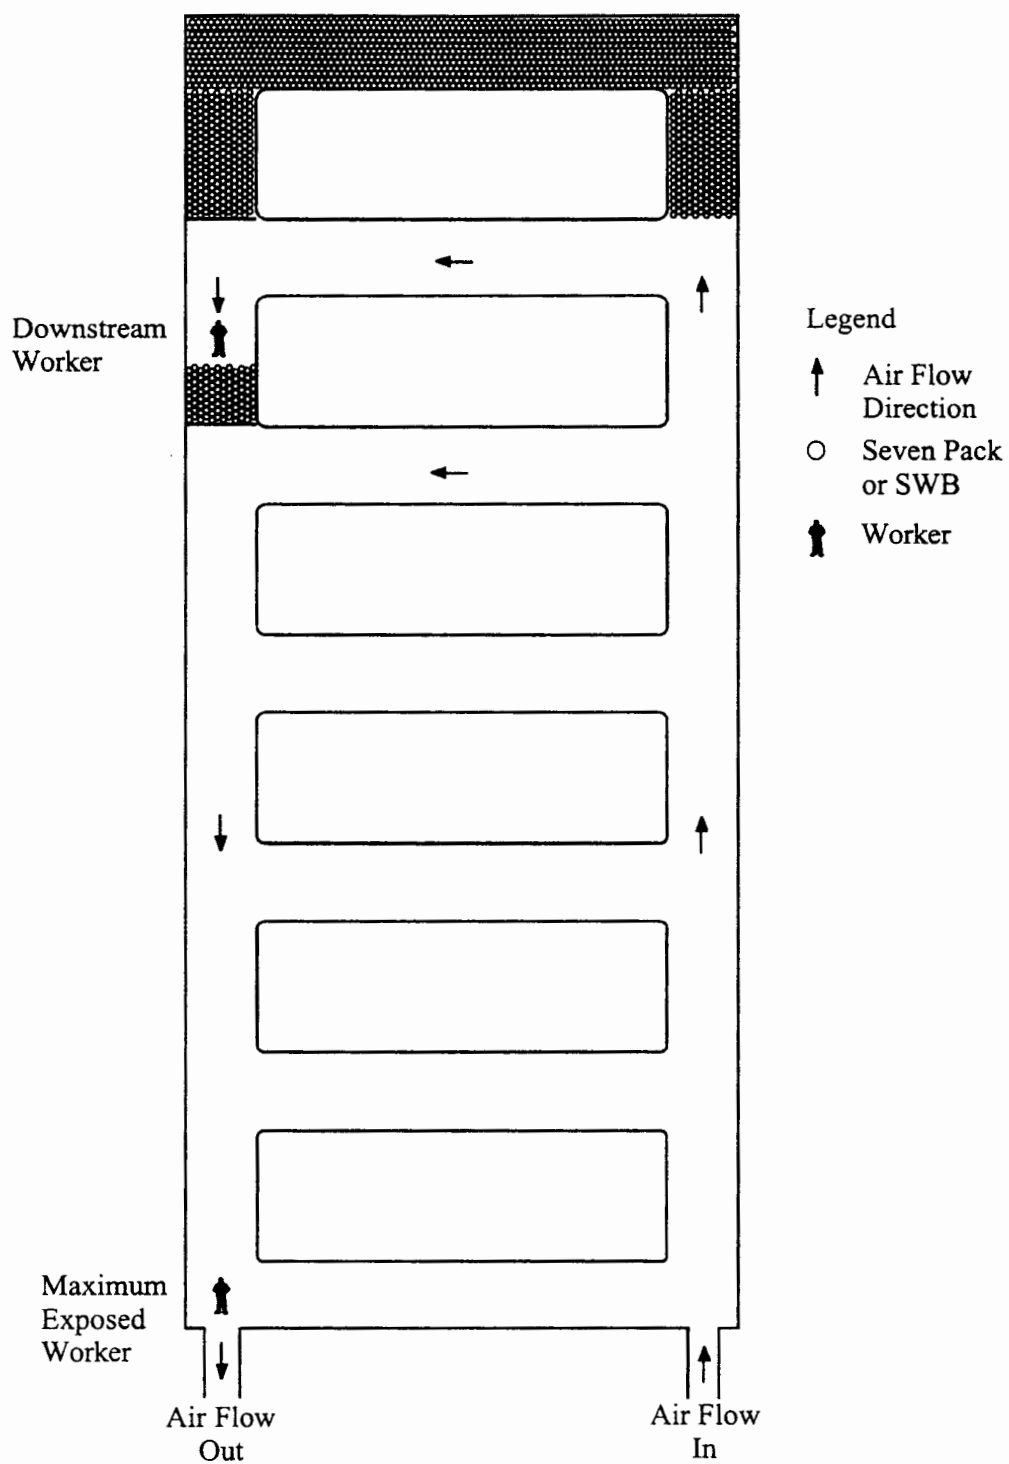 Downstream
Worker
Legend
Air Flow
Direction
Seven Pack
or SWB
Worker
Maximum
Exposed
Worker
Air Flow
Out
Air Flow
In